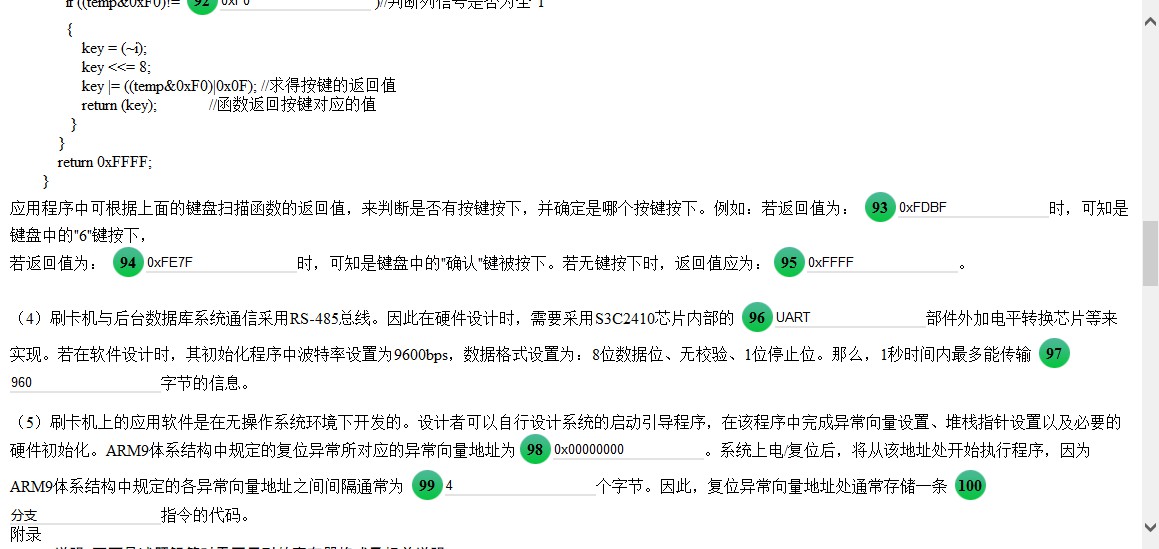 if ((temp&0xF0)!= 92 0xF0 )//判断列信号是否为全"1"
{
key = (~i);
key <<= 8;
key |= ((temp&0xF0)|0x0F); //求得按键的返回值
return (key); //函数返回按键对应的值
}
}
return 0xFFFF;
}
应用程序中可根据上面的键盘扫描函数的返回值，来判断是否有按键按下，并确定是哪个按键按下。例如：若返回值为： 93 0xFDBF 时，可知是
键盘中的"6"键按下，
若返回值为： 94 0xFE7F 时，可知是键盘中的"确认"键被按下。若无键按下时，返回值应为： 95 0xFFFF 。
（4）刷卡机与后台数据库系统通信采用RS-485总线。因此在硬件设计时，需要采用S3C2410芯片内部的 96 UART 部件外加电平转换芯片等来
实现。若在软件设计时，其初始化程序中波特率设置为9600bps，数据格式设置为：8位数据位、无校验、1位停止位。那么，1秒时间内最多能传输 97
960 字节的信息。
（5）刷卡机上的应用软件是在无操作系统环境下开发的。设计者可以自行设计系统的启动引导程序，在该程序中完成异常向量设置、堆栈指针设置以及必要的
硬件初始化。ARM9体系结构中规定的复位异常所对应的异常向量地址为 98 0x00000000 。系统上电/复位后，将从该地址处开始执行程序，因为
ARM9体系结构中规定的各异常向量地址之间间隔通常为 99 4 个字节。因此，复位异常向量地址处通常存储一条 100
分支 指令的代码。
附录